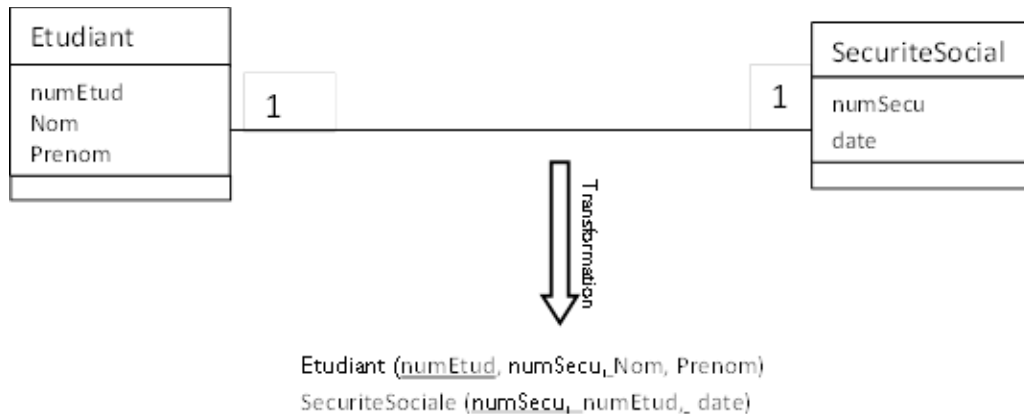 Etudiant
numEtud
Nom
Prenom
1
1
SecuriteSocial
numSecu
date
Transformation
Etudiant (numEtud, numSecu, Nom, Prenom)
SecuriteSociale (numSecu, numEtud, date)